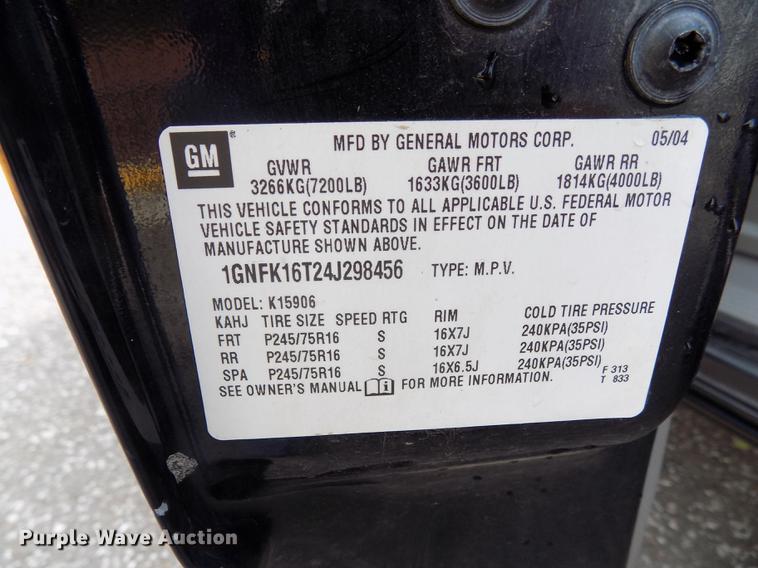 GM
MFD BY GENERAL MOTORS CORP. 05/04
GVWR GAWR FRT GAWR RR
3266KG(7200LB) 1633KG(3600LB) 1814KG(4000LB)
THIS VEHICLE CONFORMS TO ALL APPLICABLE U.S. FEDERAL MOTOR
VEHICLE SAFETY STANDARDS IN EFFECT ON THE DATE OF
MANUFACTURE SHOWN ABOVE.
1GNFK16T24J298456 TYPE: M.P.V.
MODEL: K15906
KAHJ TIRE SIZE SPEED RTG RIM COLD TIRE PRESSURE
FRT P245/75R16 S 16X7J 240KPA(35PSI)
RR P245/75R16 S 16X7J 240KPA(35PSI)
SPA P245/75R16 S 16X6.5J 240KPA(35PSI)
SEE OWNER'S MANUAL FOR MORE INFORMATION.
F 313
T 833
Purple Wave Auction